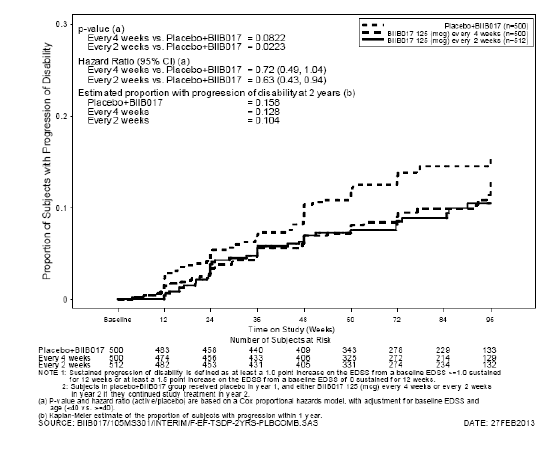 Proportion of Subjects with Progression of Disability
0.3
0.2
0.1
0
p-value (a)
Every 4 weeks vs. Placebo+BIIB017 = 0.0822
Every 2 weeks vs. Placebo+BIIB017 = 0.0223
Hazard Ratio (95% CI) (a)
Every 4 weeks vs. Placebo+BIIB017 = 0.72 (0.49, 1.04)
Every 2 weeks vs. Placebo+BIIB017 = 0.63 (0.43, 0.94)
Estimated proportion with progression of disability at 2 years (b)
Placebo+BIIB017 = 0.158
Every 4 weeks = 0.128
Every 2 weeks = 0.104
Placebo+BIIB017 (n=500)
BIIB017 125 (mcg) every 4 weeks (n=500)
BIIB017 125 (mcg) every 2 weeks (n=512)
Baseline 12 24 36 48 60 72 84 96
Time on Study (Weeks)
Number of Subjects at Risk
Placebo+BIIB017 500 483 458 440 409 343 276 229 133
Every 4 weeks 500 474 456 433 406 325 272 214 129
Every 2 weeks 512 482 453 431 405 331 274 234 132
NOTE 1: Sustained progression of disability is defined as at least a 1.0 point increase on the EDSS from a baseline EDSS >=1.0 sustained
for 12 weeks or at least a 1.5 point increase on the EDSS from a baseline EDSS of 0 sustained for 12 weeks.
2: Subjects in placebo+BIIB017 group received placebo in year 1, and either BIIB017 125 (mcg) every 4 weeks or every 2 weeks
in year 2 if they continued study treatment in year 2.
(a) P-value and hazard ratio (active/placebo) are based on a Cox proportional hazards model, with adjustment for baseline EDSS and
age (<40 vs. >=40).
(b) Kaplan-Meier estimate of the proportion of subjects with progression within 1 year.
SOURCE: BIIB017/105MS301/INTERIM/F-EF-TSDP-2YRS-PLBCOMB.SAS DATE: 27FEB2013